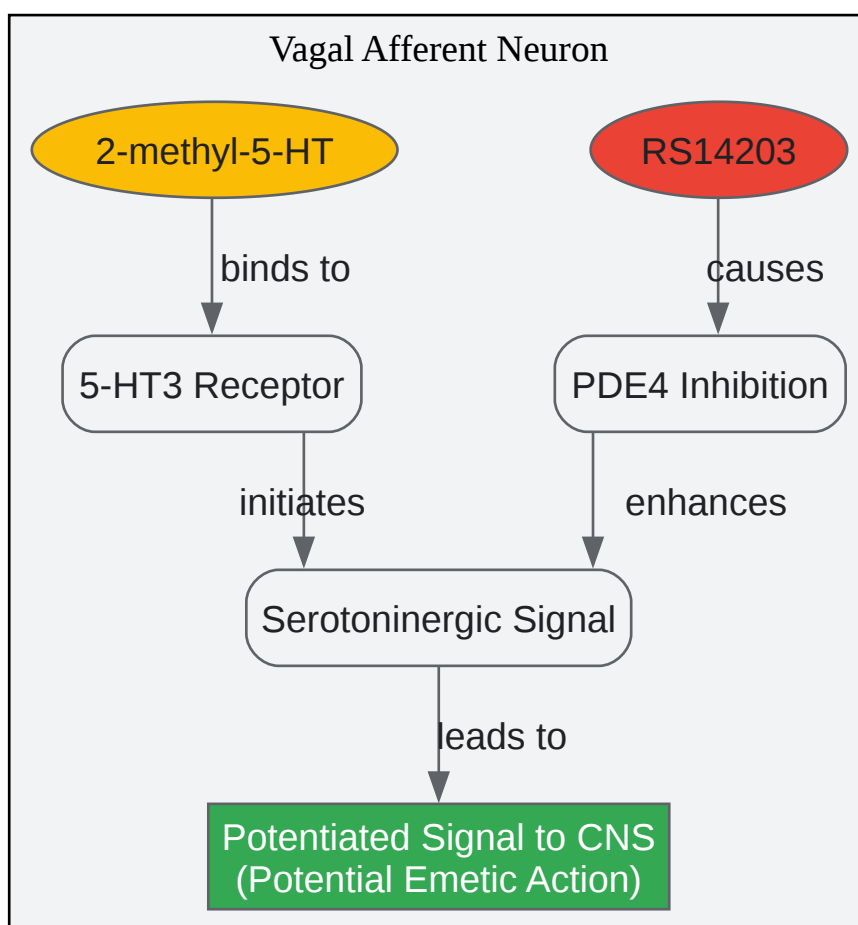 Vagal Afferent Neuron
2-methyl-5-HT
RS14203
binds to
causes
5-HT3 Receptor
PDE4 Inhibition
initiates
enhances
Serotoninergic Signal
leads to
Potentiated Signal to CNS
(Potential Emetic Action)